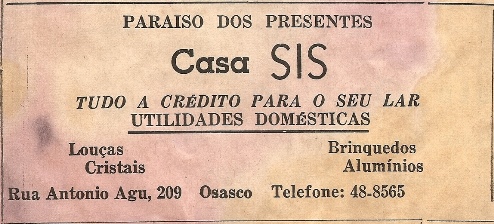 PARAISO DOS PRESENTES
Casa SIS
TUDO A CRÉDITO PARA O SEU LAR
UTILIDADES DOMÉSTICAS
Louças Brinquedos
Cristais Alumínios
Rua Antonio Agu, 209 Osasco Telefone: 48-8565